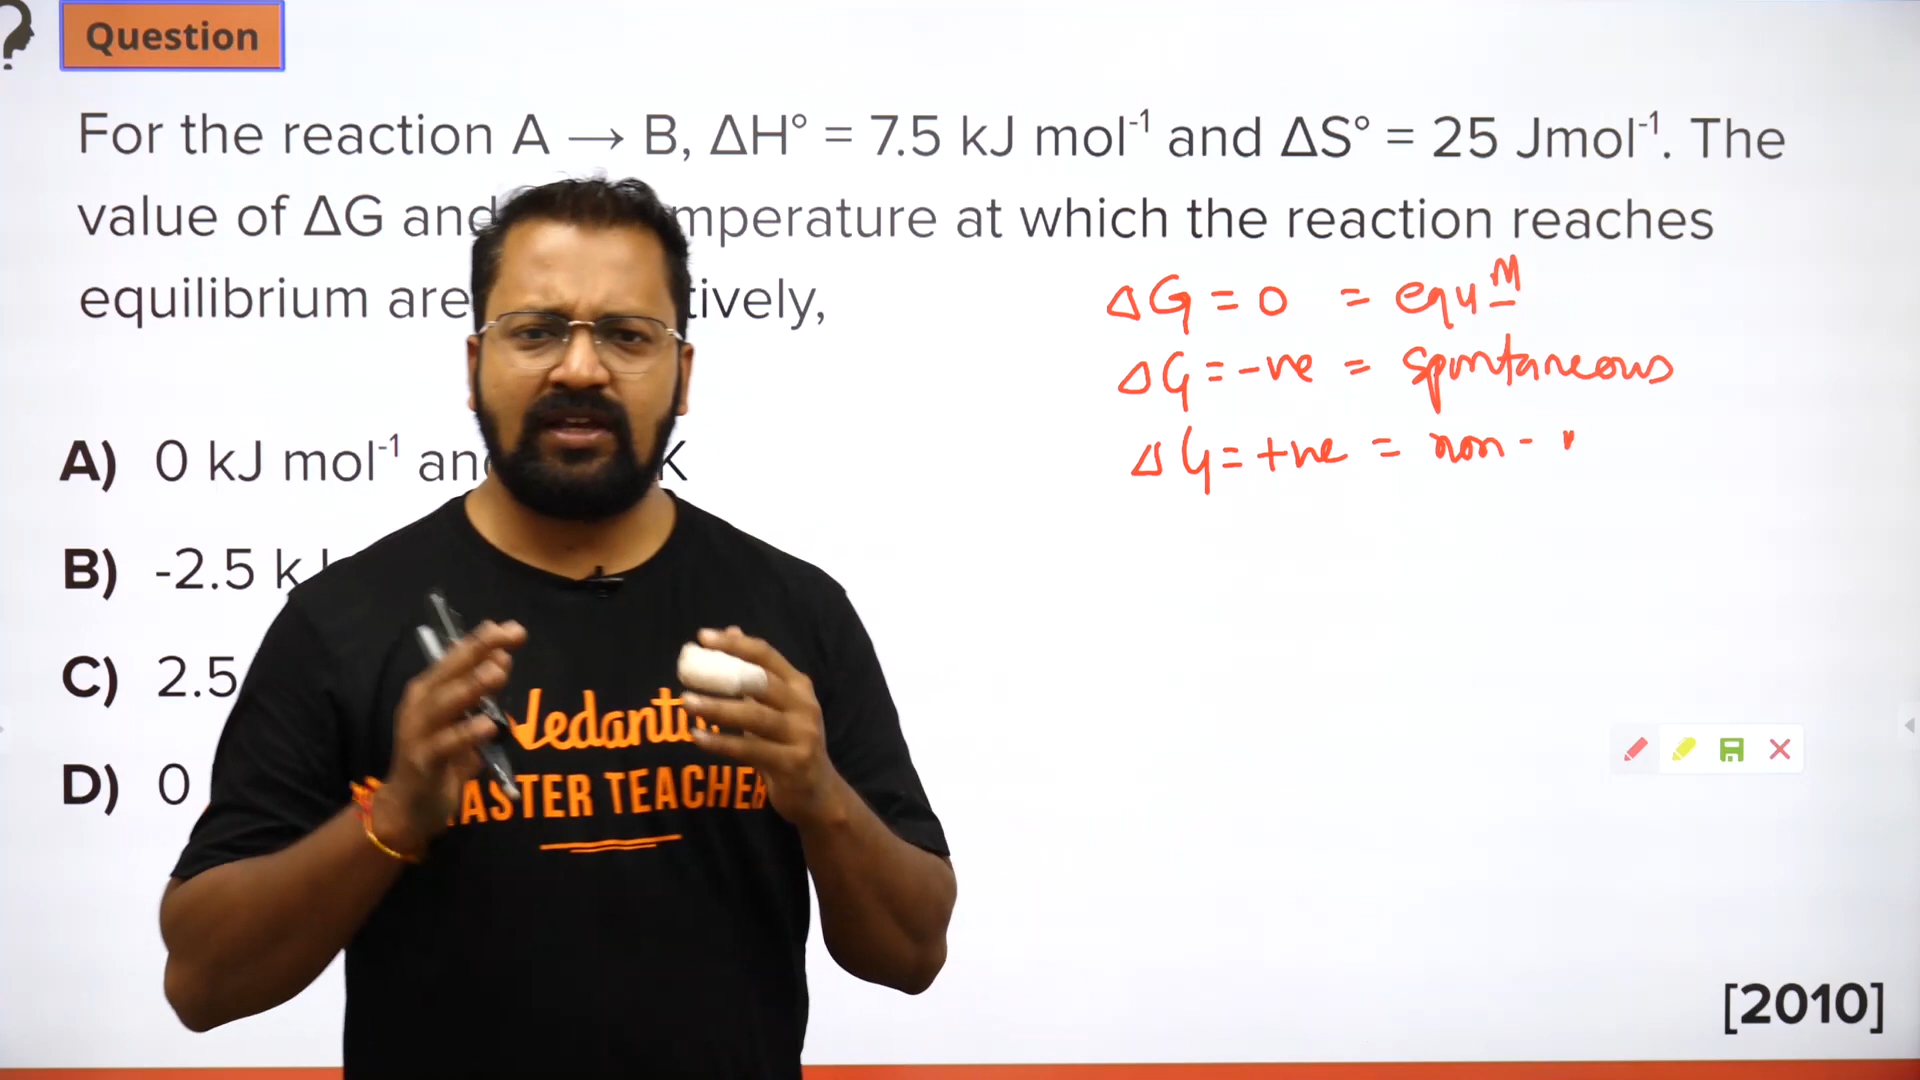 ?
Question
For the reaction A → B, ΔH° = 7.5 kJ mol⁻¹ and ΔS° = 25 Jmol⁻¹. The
value of ΔG and mperature at which the reaction reaches
equilibrium are tively,
ΔG = 0 = equᴹ
ΔG = -ve = spontaneous
ΔG = +ve = non - "
A) 0 kJ mol⁻¹ an K
B) -2.5 k
C) 2.5
D) 0
Vedantu
MASTER TEACHER
[2010]